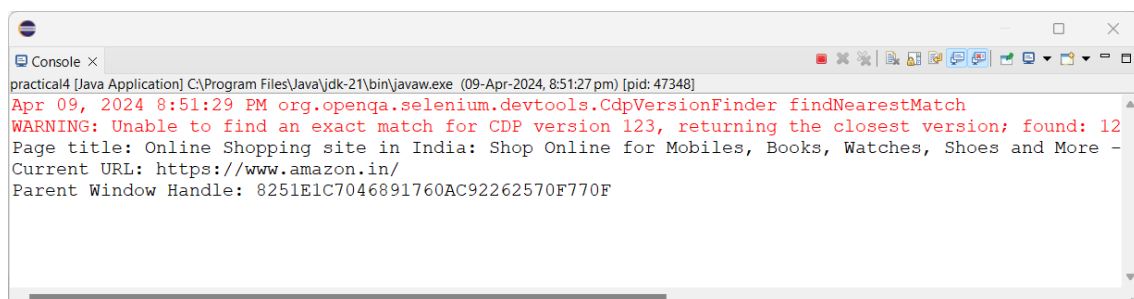 Console
practical4 [Java Application] C:\Program Files\Java\jdk-21\bin\javaw.exe (09-Apr-2024, 8:51:27 pm) [pid: 47348]
Apr 09, 2024 8:51:29 PM org.openqa.selenium.devtools.CdpVersionFinder findNearestMatch
WARNING: Unable to find an exact match for CDP version 123, returning the closest version; found: 12
Page title: Online Shopping site in India: Shop Online for Mobiles, Books, Watches, Shoes and More -
Current URL: https://www.amazon.in/
Parent Window Handle: 8251E1C7046891760AC92262570F770F